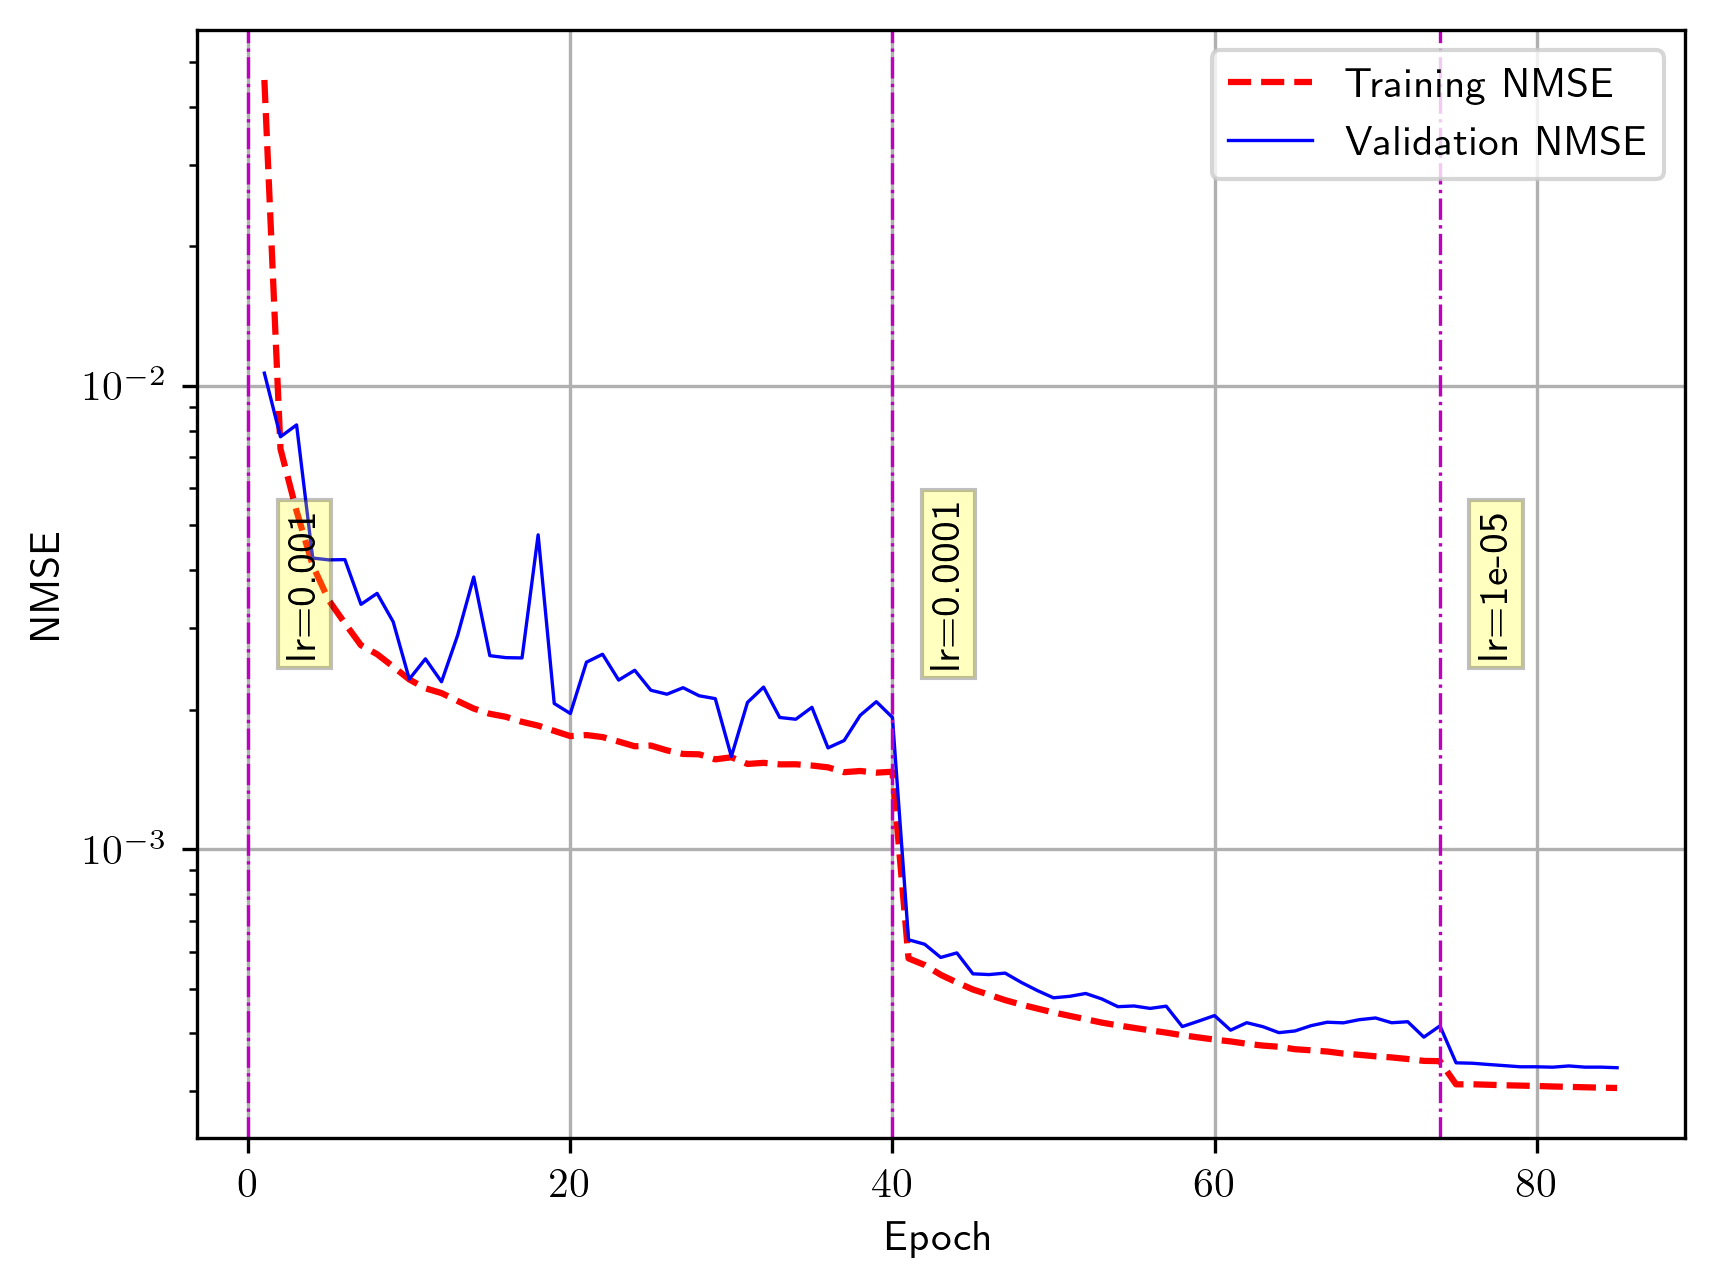 Training NMSE
Validation NMSE
NMSE
10⁻²
10⁻³
lr=0.001
lr=0.0001
lr=1e-05
0 20 40 60 80
Epoch